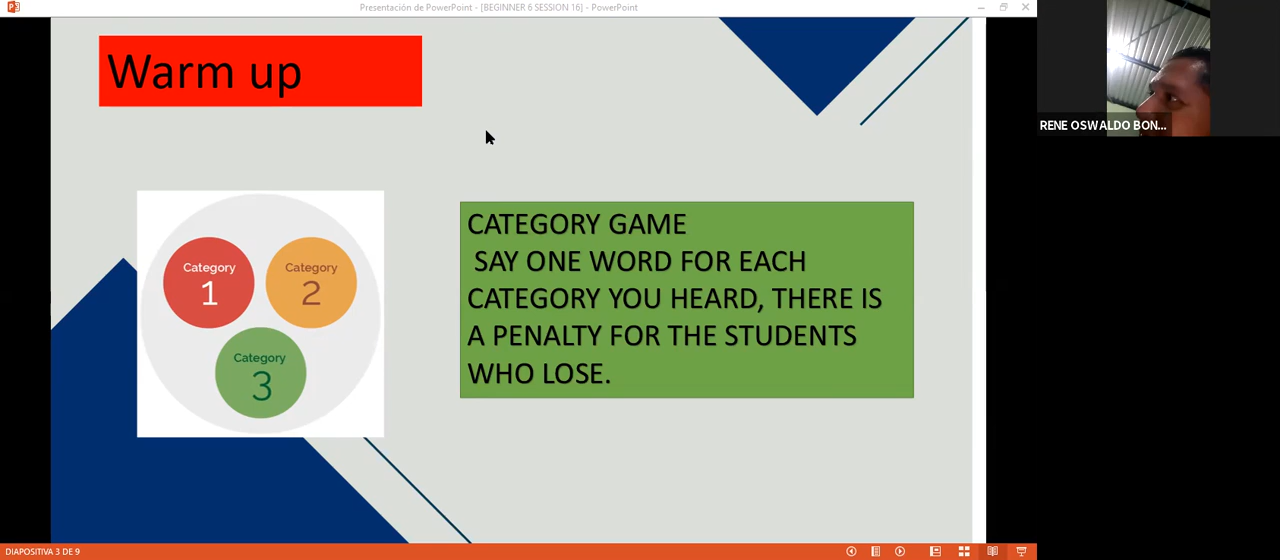 Presentación de PowerPoint - [BEGINNER 6 SESSION 16] - PowerPoint
Warm up
RENE OSWALDO BON...
CATEGORY GAME
SAY ONE WORD FOR EACH
CATEGORY YOU HEARD, THERE IS
A PENALTY FOR THE STUDENTS
WHO LOSE.
Category
1
Category
2
Category
3
DIAPOSITIVA 3 DE 9